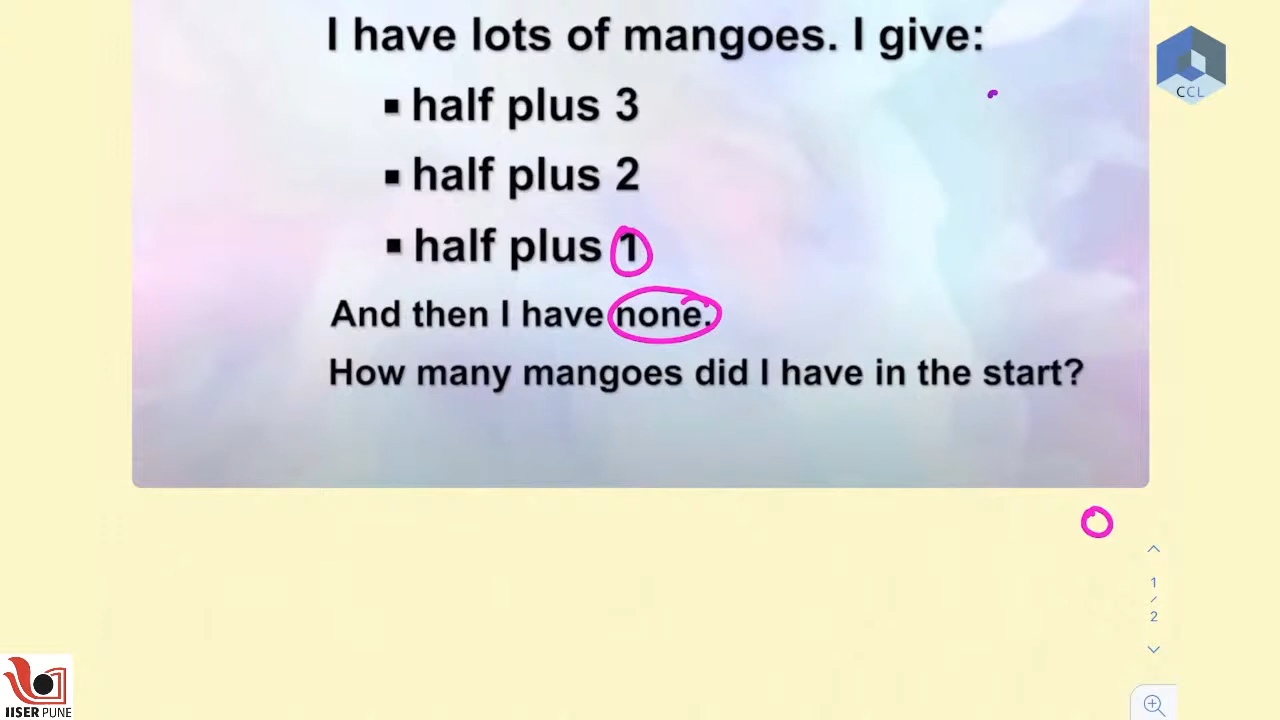 I have lots of mangoes. I give:
▪ half plus 3
▪ half plus 2
▪ half plus 1
And then I have none.
How many mangoes did I have in the start?
CCL
0
1
/
2
IISER PUNE